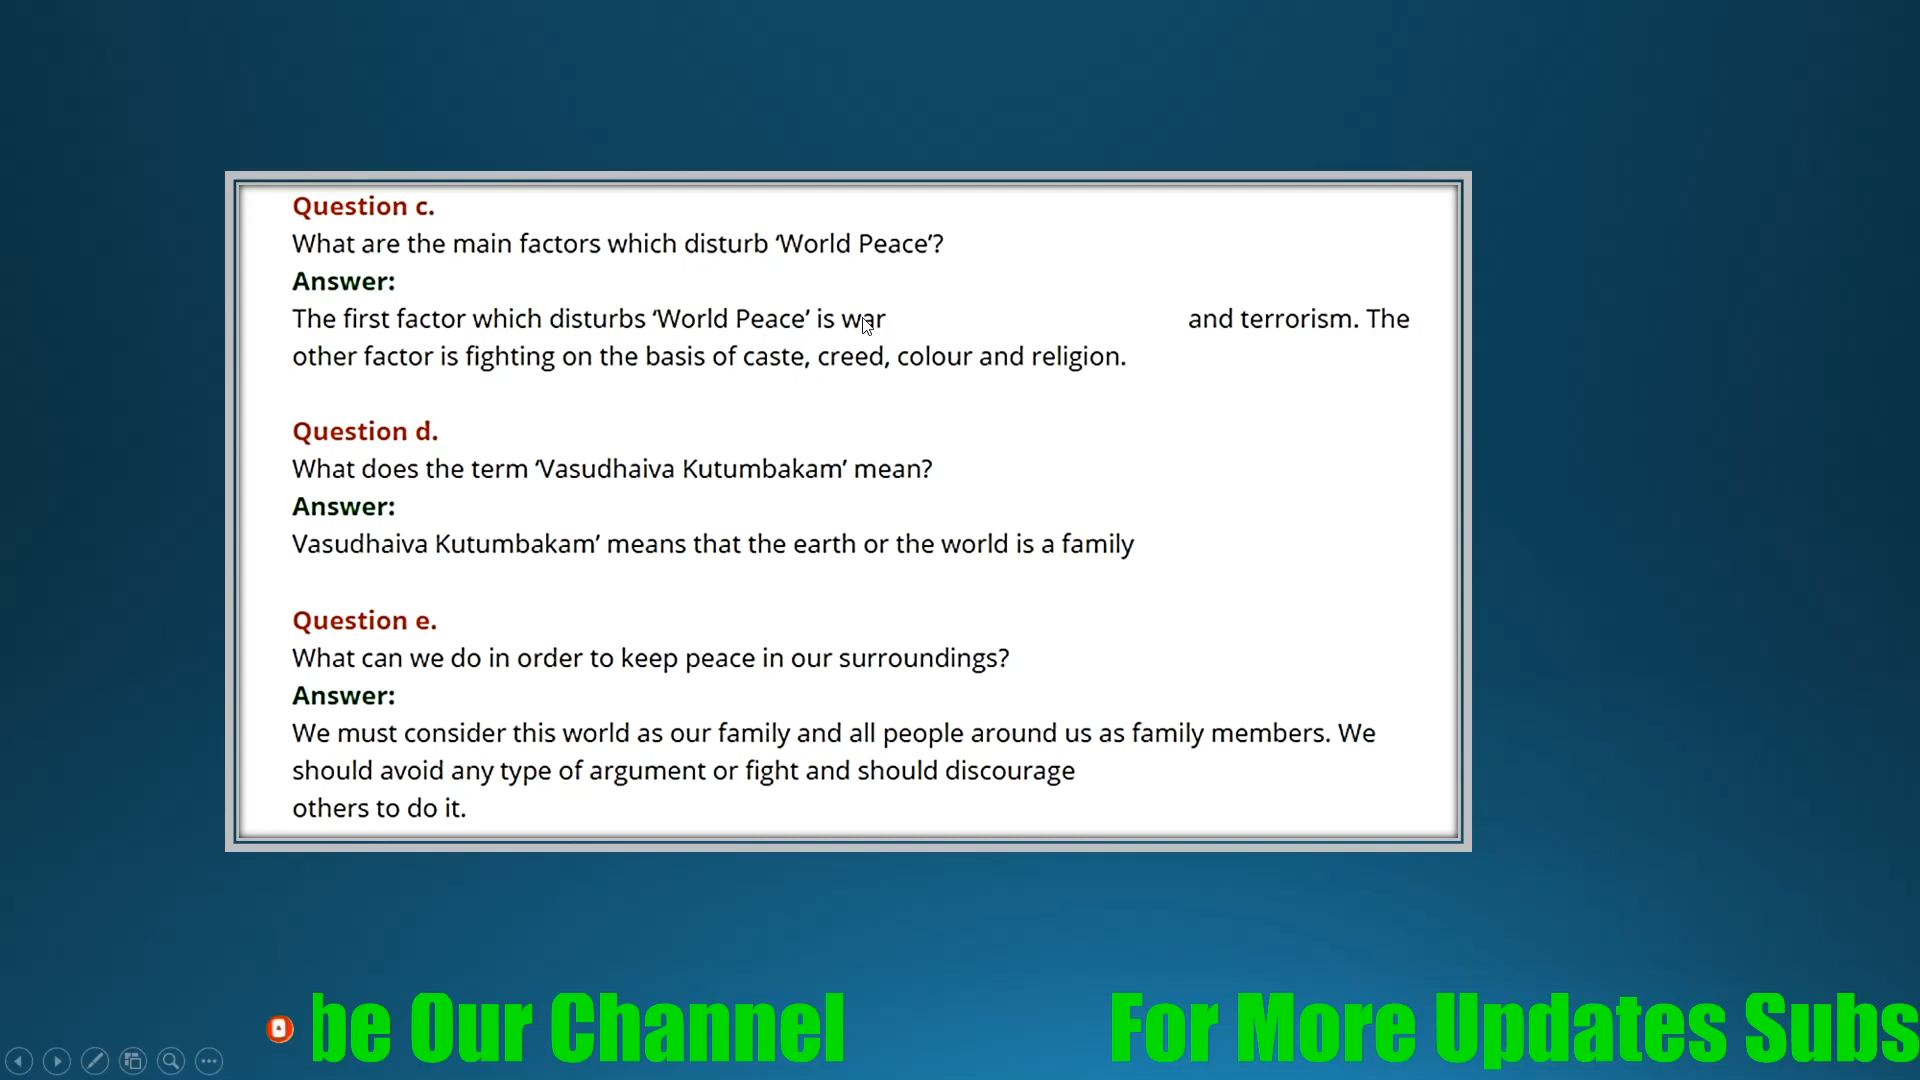 Question c.
What are the main factors which disturb ‘World Peace’?
Answer:
The first factor which disturbs ‘World Peace’ is war and terrorism. The
other factor is fighting on the basis of caste, creed, colour and religion.
Question d.
What does the term ‘Vasudhaiva Kutumbakam’ mean?
Answer:
Vasudhaiva Kutumbakam’ means that the earth or the world is a family
Question e.
What can we do in order to keep peace in our surroundings?
Answer:
We must consider this world as our family and all people around us as family members. We
should avoid any type of argument or fight and should discourage
others to do it.
be Our Channel For More Updates Subs